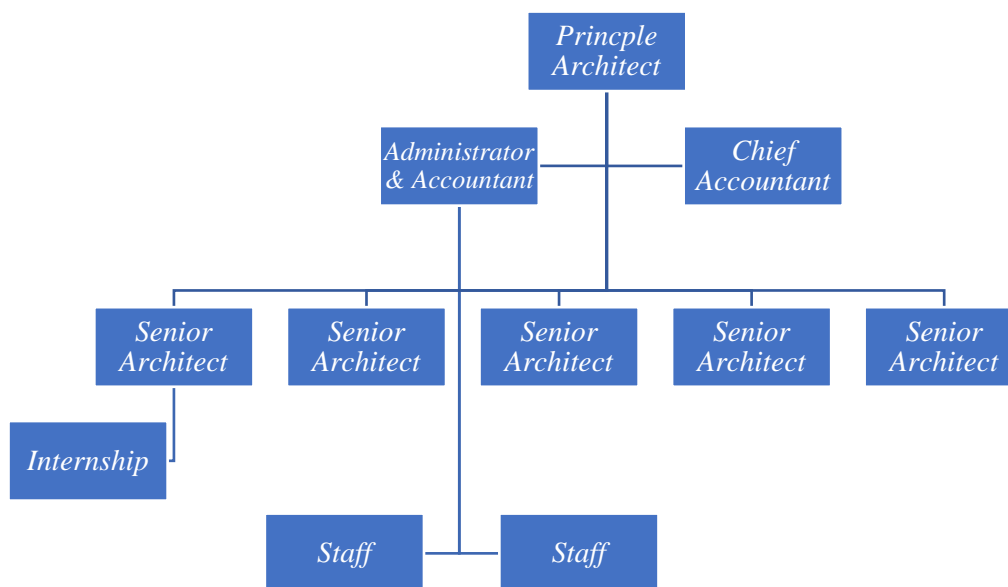 Princple
Architect
Administrator
& Accountant
Chief
Accountant
Senior
Architect
Senior
Architect
Senior
Architect
Senior
Architect
Senior
Architect
Internship
Staff
Staff